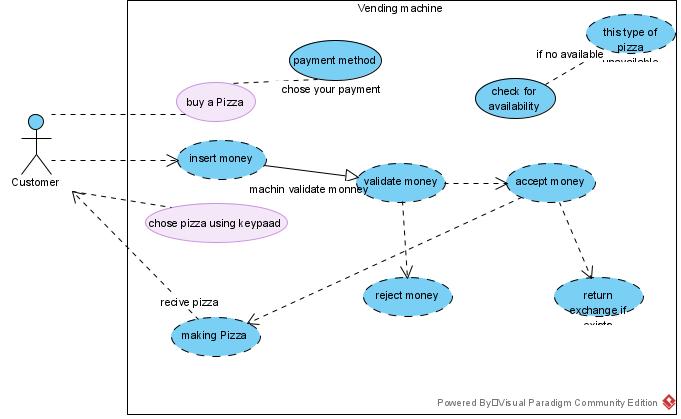 Vending machine
this type of
pizza
unavailable
payment method
if no available
chose your payment
check for
availability
buy a Pizza
insert money
Customer
machin validate monney
validate money
accept money
chose pizza using keypaad
recive pizza
reject money
return
exchange if
exists
making Pizza
Powered By Visual Paradigm Community Edition